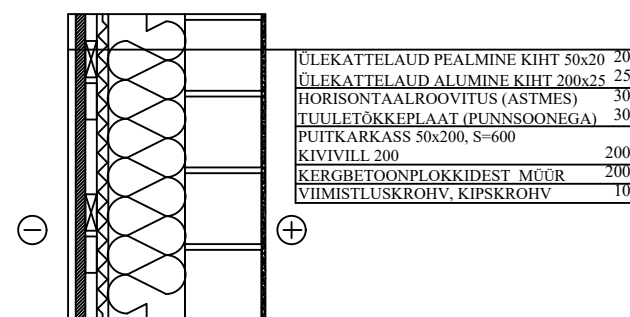 ÜLEKATTELAUD PEALMINE KIHT 50x20 20
ÜLEKATTELAUD ALUMINE KIHT 200x25 25
HORISONTAALROOVITUS (ASTMES) 30
TUULETÕKKEPLAAT (PUNNSOONEGA) 30
PUITKARKASS 50x200, S=600
KIVIVILL 200 200
KERGBETOONPLOKKIDEST MÜÜR 200
VIIMISTLUSKROHV, KIPSKROHV 10